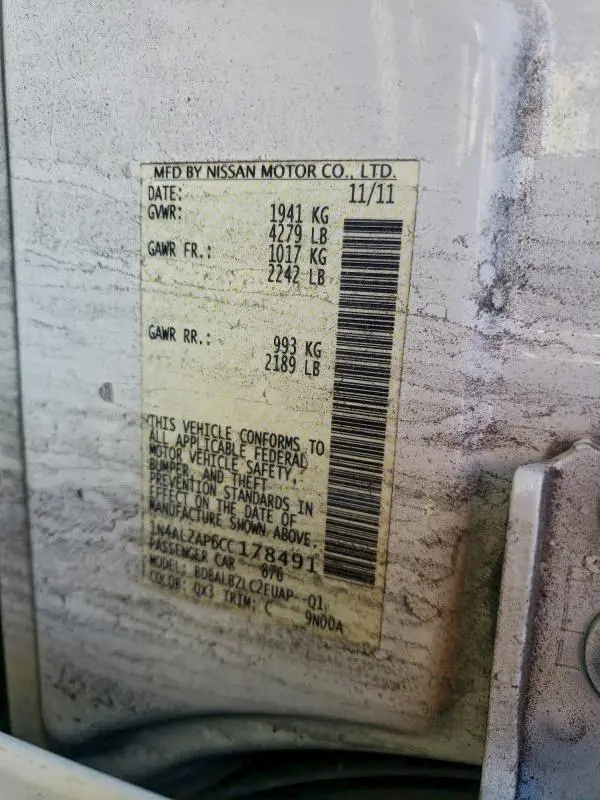 MFD BY NISSAN MOTOR CO., LTD.
DATE: 11/11
GVWR: 1941 KG
4279 LB
GAWR FR.: 1017 KG
2242 LB
GAWR RR.: 993 KG
2189 LB
THIS VEHICLE CONFORMS TO
ALL APPLICABLE FEDERAL
MOTOR VEHICLE SAFETY,
BUMPER, AND THEFT
PREVENTION STANDARDS IN
EFFECT ON THE DATE OF
MANUFACTURE SHOWN ABOVE.
1N4AL2AP6CC178491
PASSENGER CAR 876
MODEL: BDBALBZLC2EUAP--Q1
COLOR: QX3 TRIM: C 9N00A